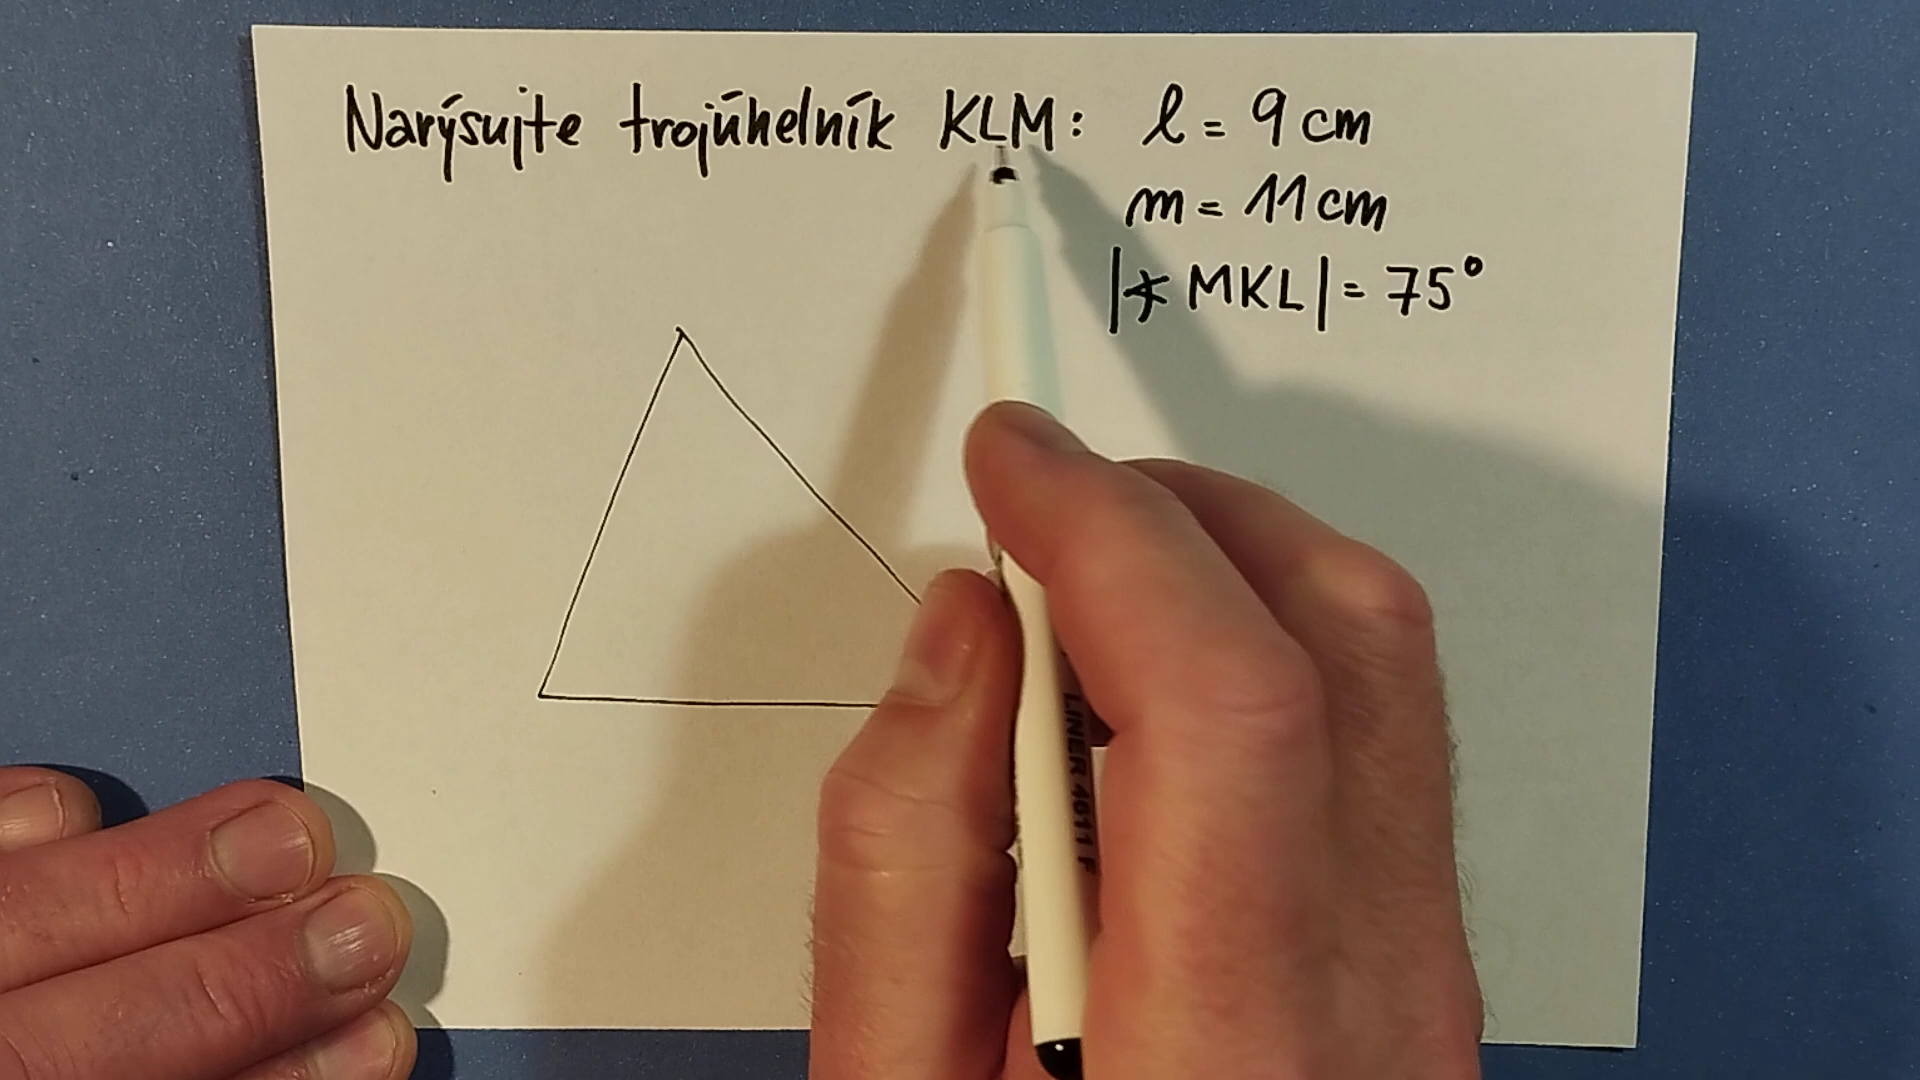 Narýsujte trojúhelník KLM: l = 9 cm
m = 11 cm
|∢ MKL| = 75°
LINER 4611 F